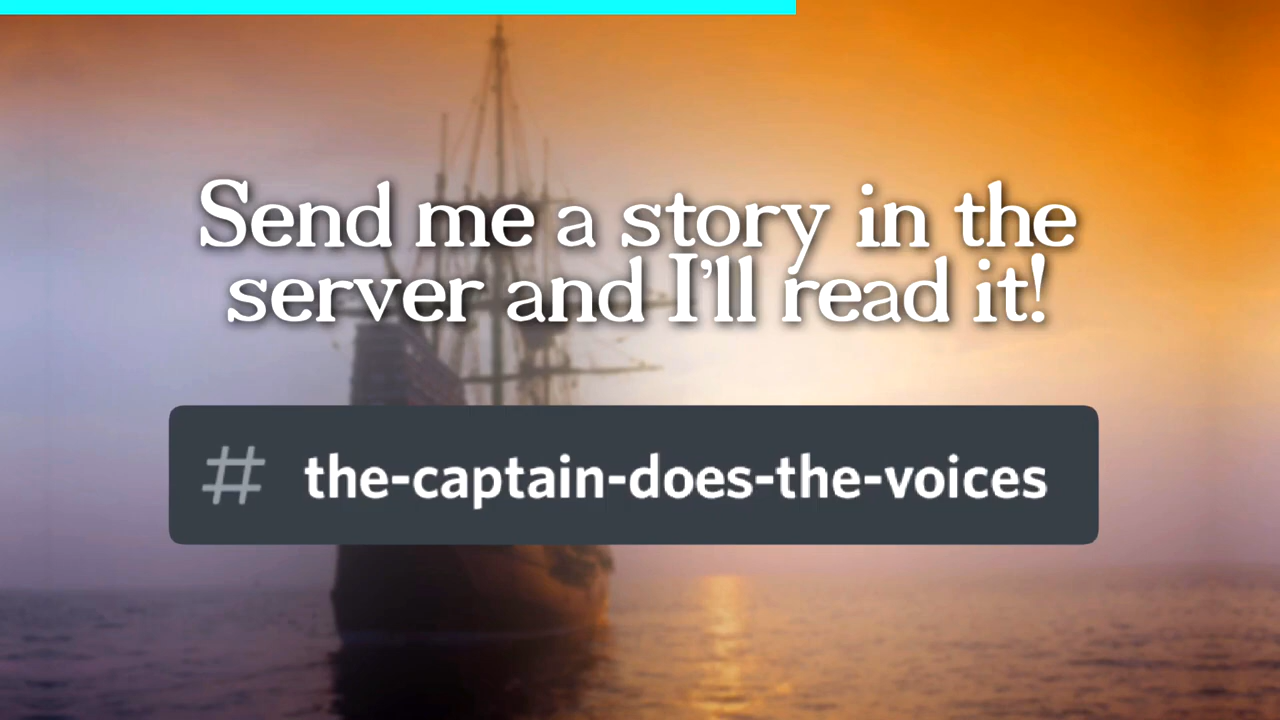 Send me a story in the
server and I'll read it!
# the-captain-does-the-voices